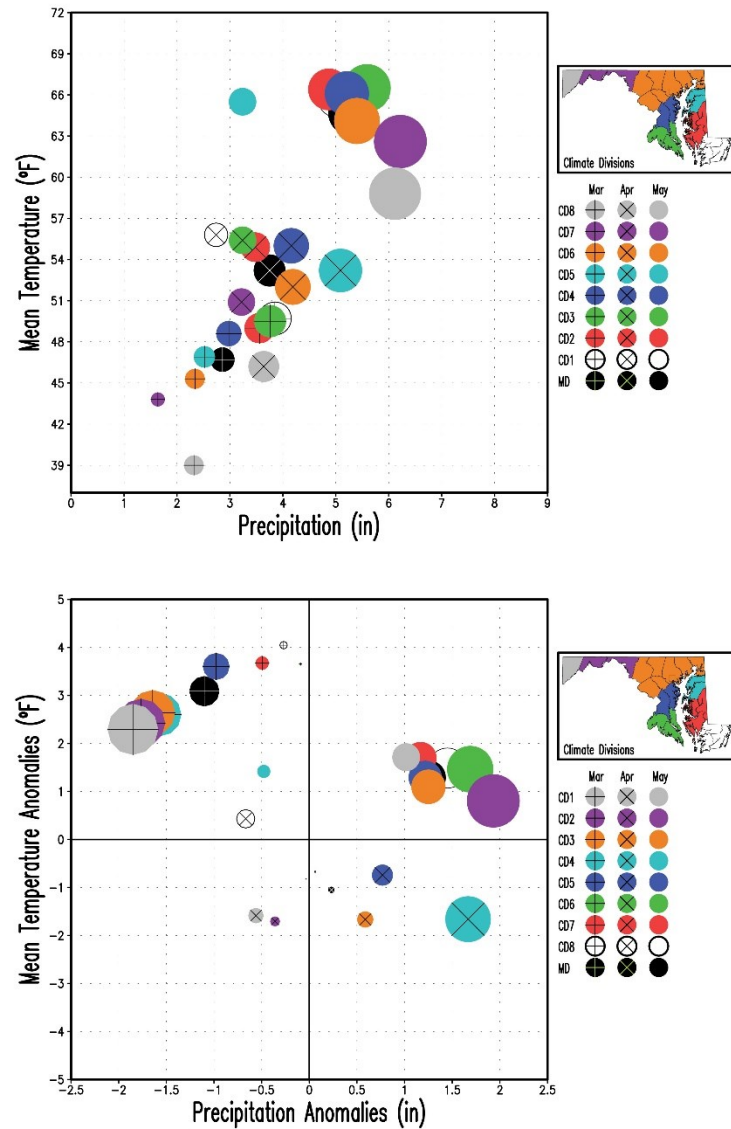 72
69
66
63
60
57
54
51
48
45
42
39
Mean Temperature (ºF)
0 1 2 3 4 5 6 7 8 9
Precipitation (in)
Climate Divisions
Mar Apr May
CD8
CD7
CD6
CD5
CD4
CD3
CD2
CD1
MD
5
4
3
2
1
0
-1
-2
-3
-4
-5
Mean Temperature Anomalies (ºF)
-2.5 -2 -1.5 -1 -0.5 0 0.5 1 1.5 2 2.5
Precipitation Anomalies (in)
Climate Divisions
Mar Apr May
CD1
CD2
CD3
CD4
CD5
CD6
CD7
CD8
MD